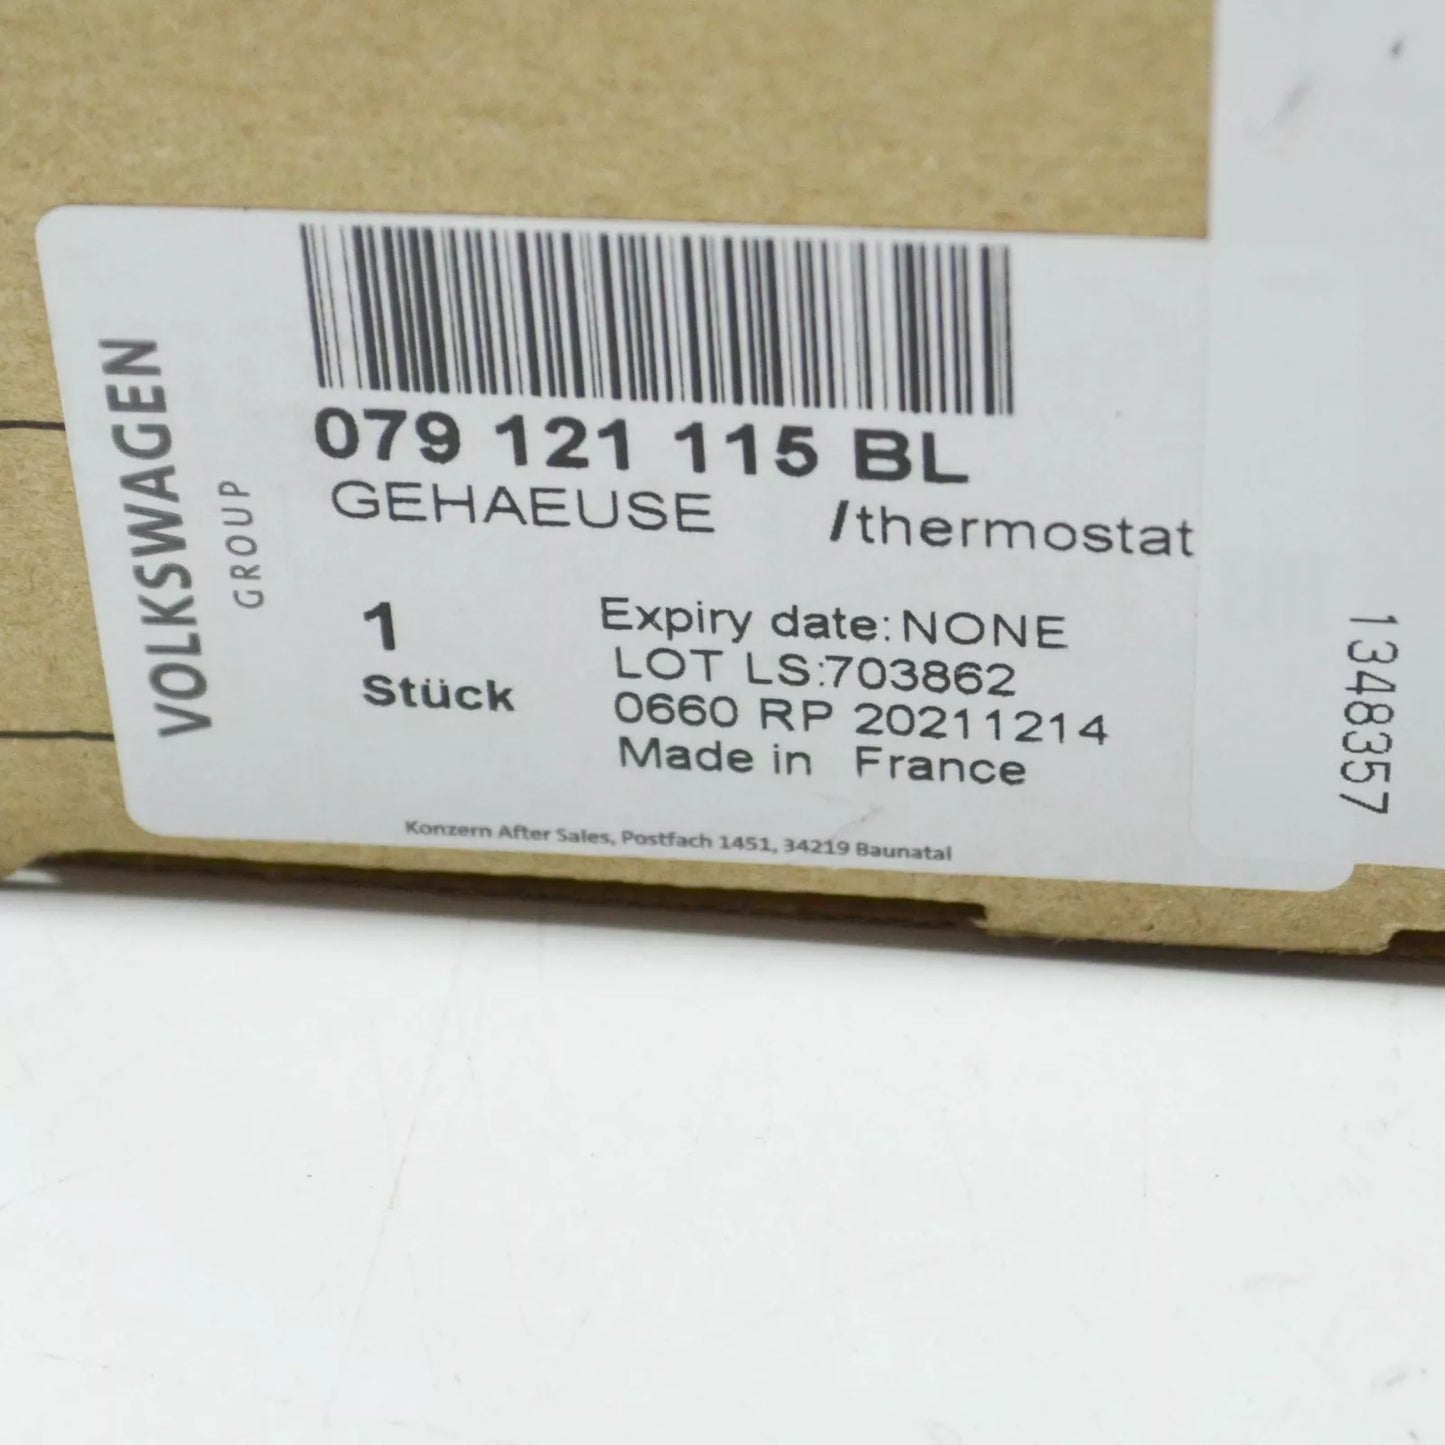 VOLKSWAGEN
GROUP
079 121 115 BL
GEHAEUSE /thermostat
1
Stück
Expiry date:NONE
LOT LS:703862
0660 RP 20211214
Made in France
Konzern After Sales, Postfach 1451, 34219 Baunatal
1348357